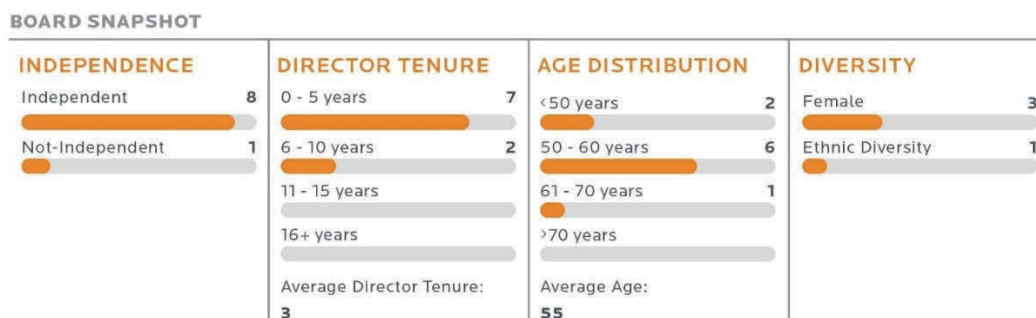 BOARD SNAPSHOT
INDEPENDENCE
Independent 8
Not-Independent 1
DIRECTOR TENURE
0 - 5 years 7
6 - 10 years 2
11 - 15 years
16+ years
Average Director Tenure:
3
AGE DISTRIBUTION
<50 years 2
50 - 60 years 6
61 - 70 years 1
>70 years
Average Age:
55
DIVERSITY
Female 3
Ethnic Diversity 1